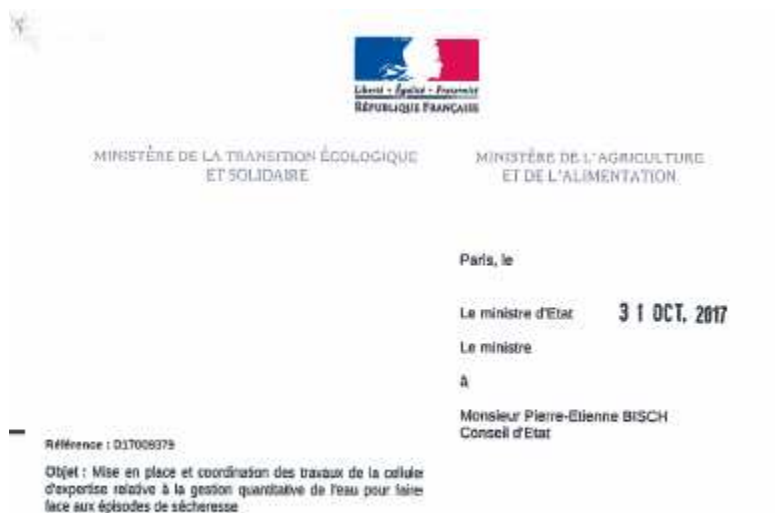 Liberté • Égalité • Fraternité
RÉPUBLIQUE FRANÇAISE
MINISTÈRE DE LA TRANSITION ÉCOLOGIQUE
ET SOLIDAIRE
MINISTÈRE DE L'AGRICULTURE
ET DE L'ALIMENTATION
Paris, le
Le ministre d'Etat 31 OCT. 2017
Le ministre
à
Monsieur Pierre-Etienne BISCH
Conseil d'Etat
Référence : D17009379
Objet : Mise en place et coordination des travaux de la cellule
d'expertise relative à la gestion quantitative de l'eau pour faire
face aux épisodes de sécheresse